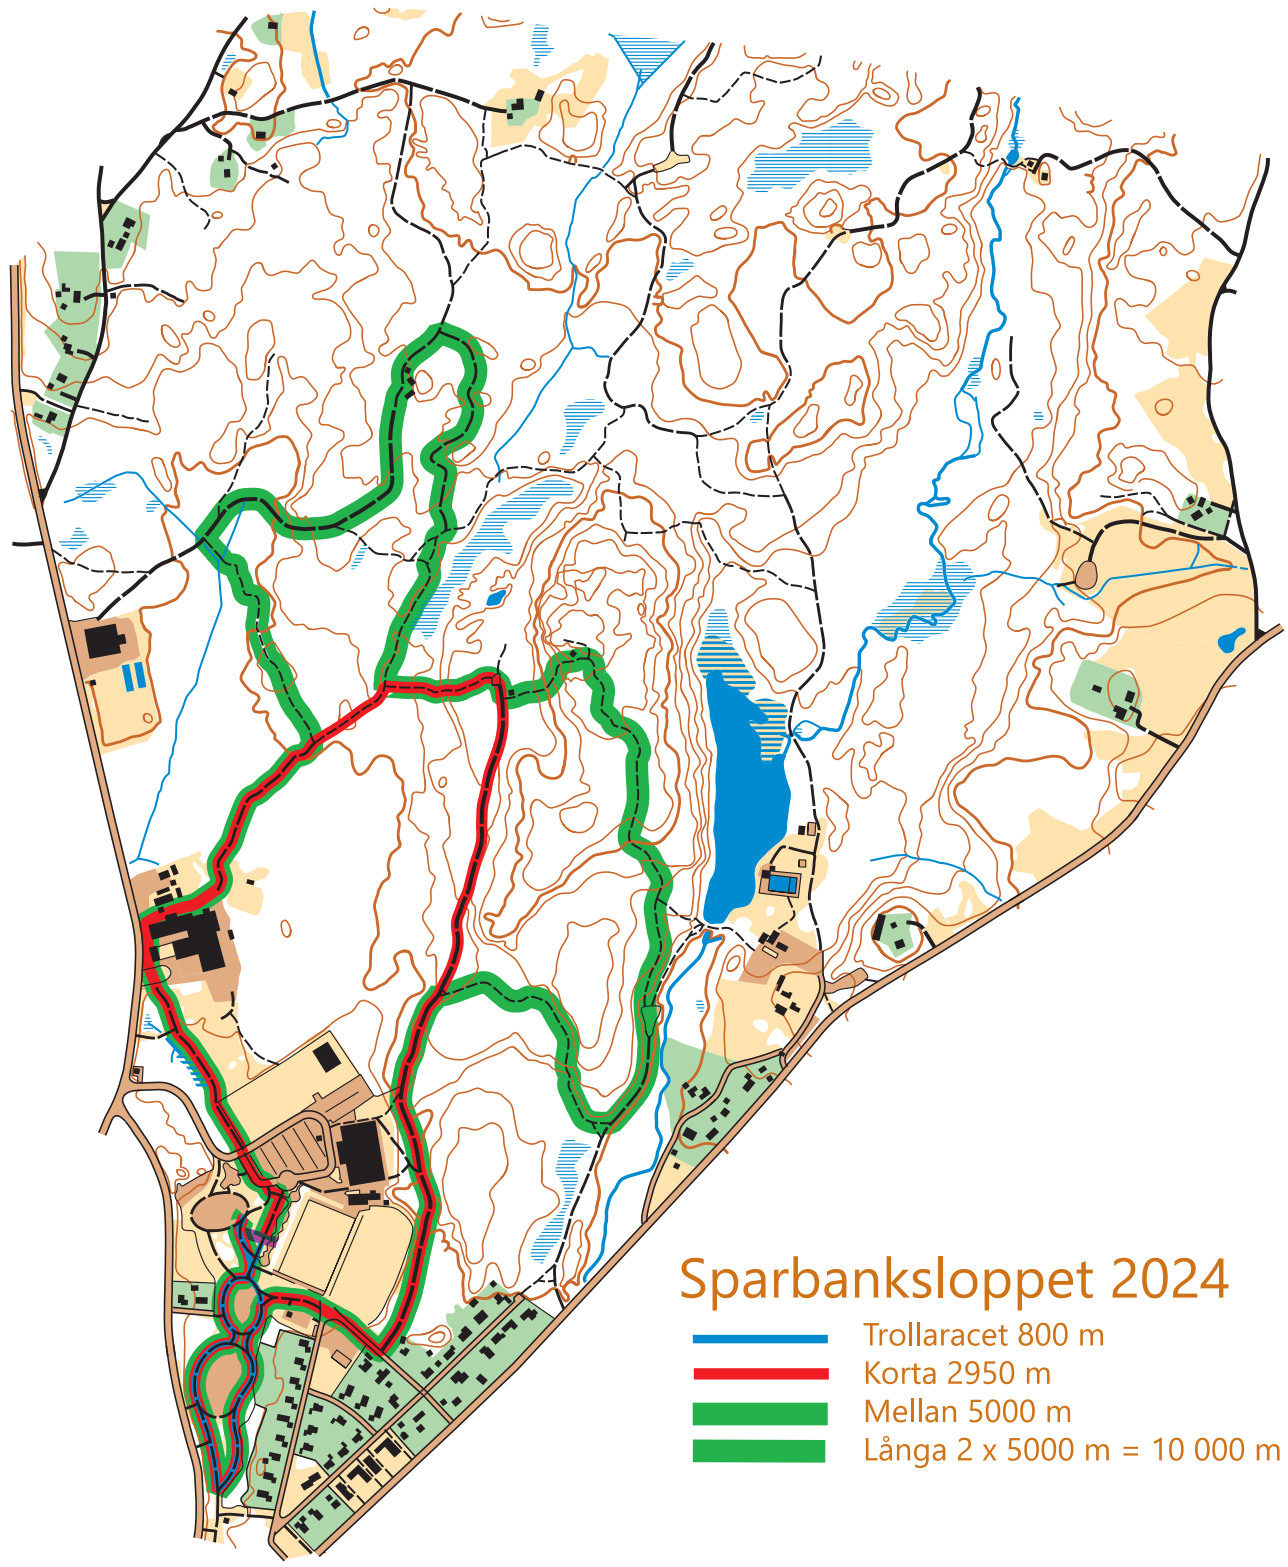 Sparbanksloppet 2024
Trollaracet 800 m
Korta 2950 m
Mellan 5000 m
Långa 2 x 5000 m = 10 000 m